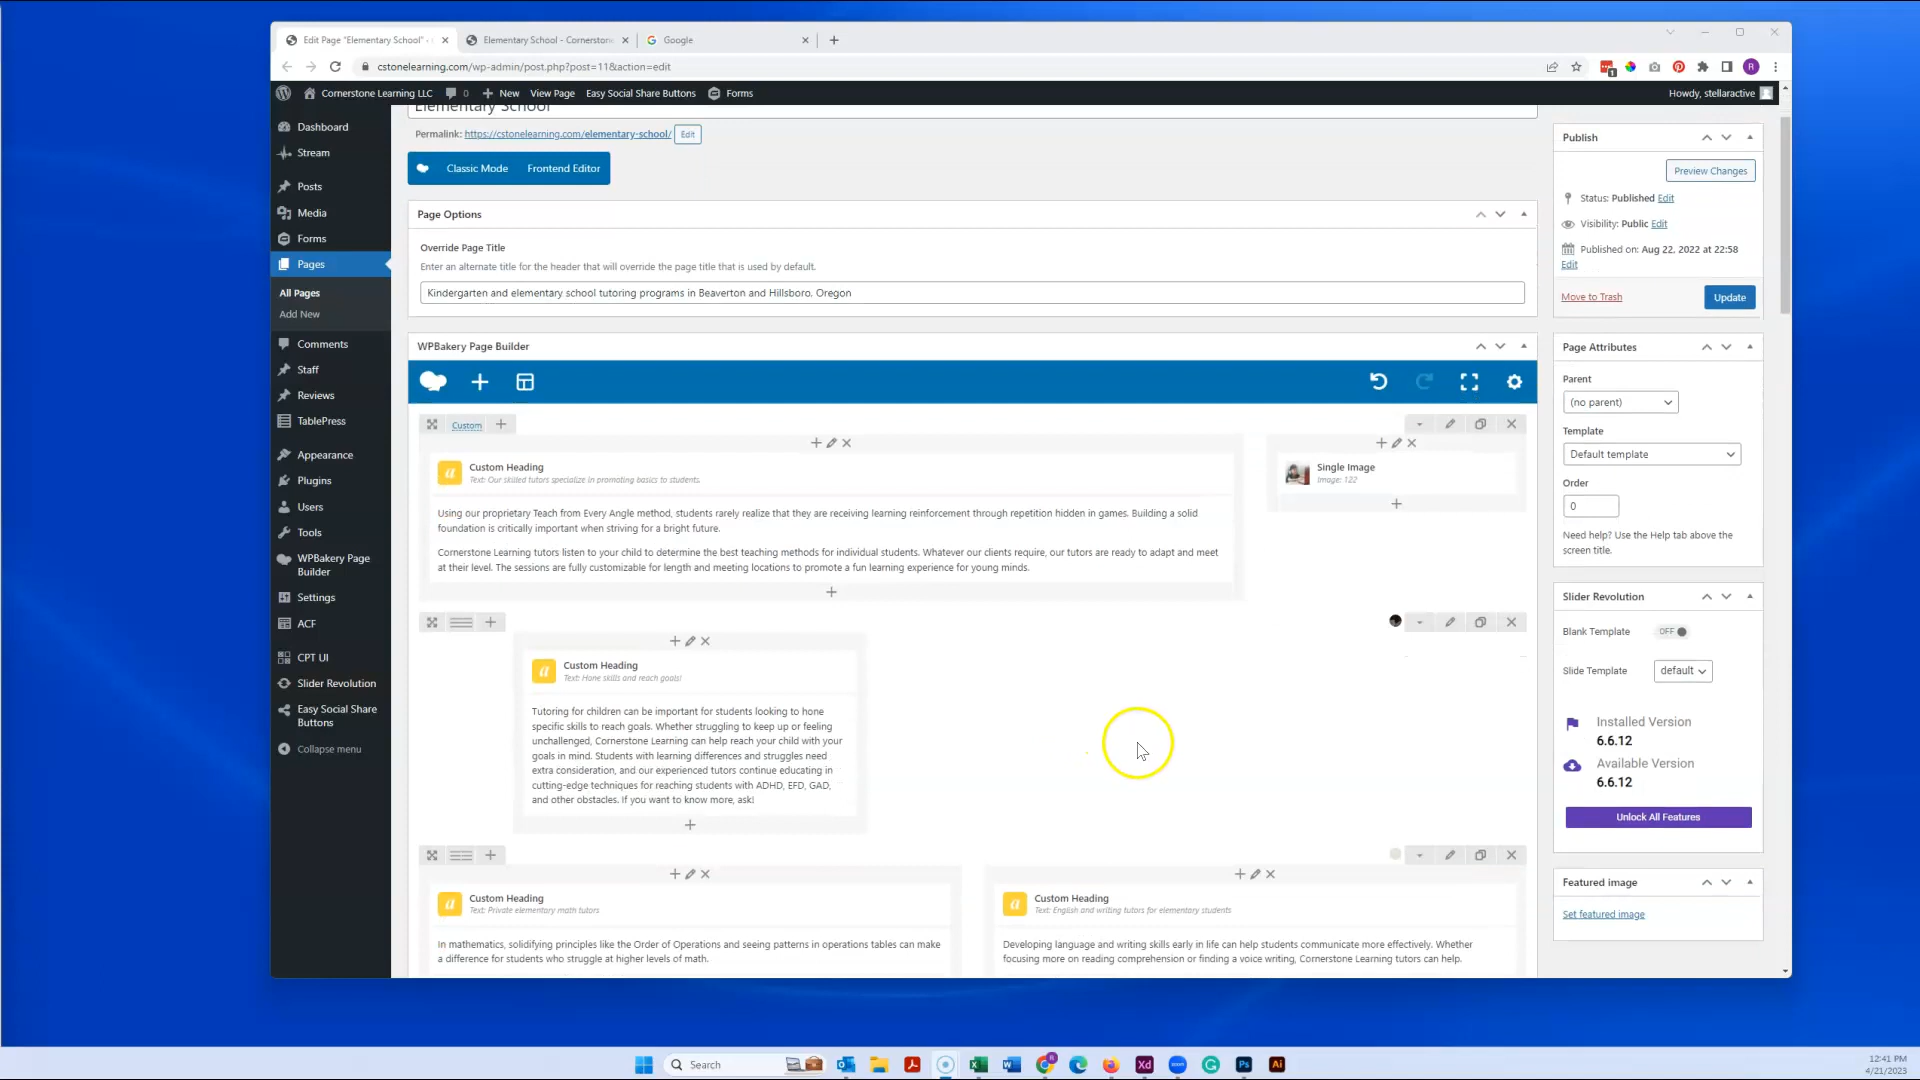 Edit Page "Elementary School" -
Elementary School - Cornerstone
Google
cstonelearning.com/wp-admin/post.php?post=11&action=edit
Cornerstone Learning LLC
0
New
View Page
Easy Social Share Buttons
Forms
Howdy, stellaractive
Dashboard
Stream
Posts
Media
Forms
Pages
All Pages
Add New
Comments
Staff
Reviews
TablePress
Appearance
Plugins
Users
Tools
WPBakery Page
Builder
Settings
ACF
CPT UI
Slider Revolution
Easy Social Share
Buttons
Collapse menu
Elementary School
Permalink: https://cstonelearning.com/elementary-school/ Edit
Classic Mode
Frontend Editor
Page Options
Override Page Title
Enter an alternate title for the header that will override the page title that is used by default.
Kindergarten and elementary school tutoring programs in Beaverton and Hillsboro, Oregon
WPBakery Page Builder
Custom
Custom Heading
Text: Our skilled tutors specialize in promoting basics to students.
Using our proprietary Teach from Every Angle method, students rarely realize that they are receiving learning reinforcement through repetition hidden in games. Building a solid
foundation is critically important when striving for a bright future.
Cornerstone Learning tutors listen to your child to determine the best teaching methods for individual students. Whatever our clients require, our tutors are ready to adapt and meet
at their level. The sessions are fully customizable for length and meeting locations to promote a fun learning experience for young minds.
Single Image
Image: 122
Custom Heading
Text: Hone skills and reach goals!
Tutoring for children can be important for students looking to hone
specific skills to reach goals. Whether struggling to keep up or feeling
unchallenged, Cornerstone Learning can help reach your child with your
goals in mind. Students with learning differences and struggles need
extra consideration, and our experienced tutors continue educating in
cutting-edge techniques for reaching students with ADHD, EFD, GAD,
and other obstacles. If you want to know more, ask!
Custom Heading
Text: Private elementary math tutors
In mathematics, solidifying principles like the Order of Operations and seeing patterns in operations tables can make
a difference for students who struggle at higher levels of math.
Custom Heading
Text: English and writing tutors for elementary students
Developing language and writing skills early in life can help students communicate more effectively. Whether
focusing more on reading comprehension or finding a voice writing, Cornerstone Learning tutors can help.
Publish
Preview Changes
Status: Published Edit
Visibility: Public Edit
Published on: Aug 22, 2022 at 22:58
Edit
Move to Trash
Update
Page Attributes
Parent
(no parent)
Template
Default template
Order
0
Need help? Use the Help tab above the
screen title.
Slider Revolution
Blank Template
OFF
Slide Template
default
Installed Version
6.6.12
Available Version
6.6.12
Unlock All Features
Featured image
Set featured image
Search
12:41 PM
4/21/2023